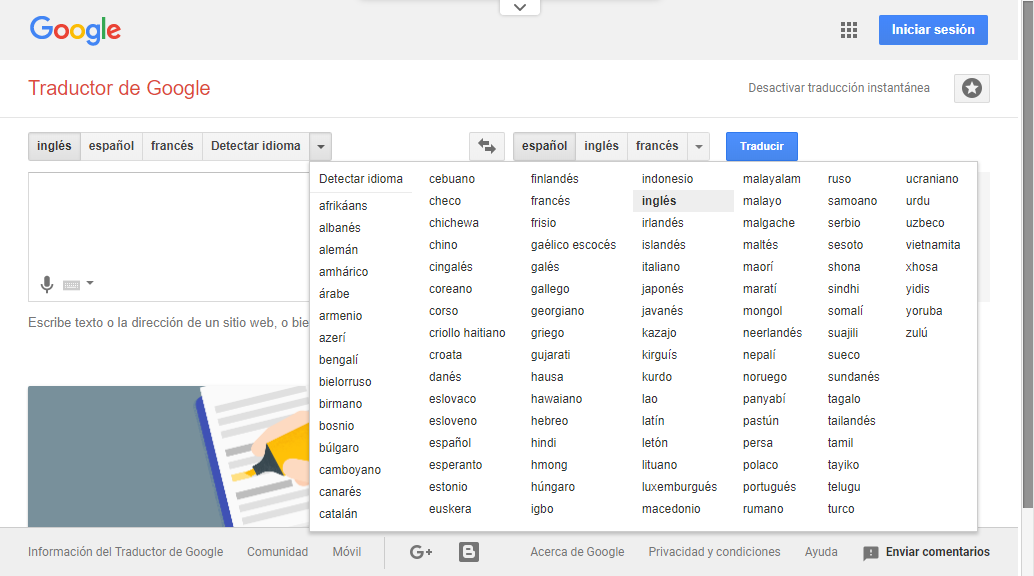 Google
Iniciar sesión
Traductor de Google
Desactivar traducción instantánea
inglés español francés Detectar idioma
español inglés francés
Traducir
Detectar idioma
afrikáans
albanés
alemán
amhárico
árabe
armenio
azerí
bengalí
bielorruso
birmano
bosnio
búlgaro
camboyano
canarés
catalán
cebuano
checo
chichewa
chino
cingalés
coreano
corso
criollo haitiano
croata
danés
eslovaco
esloveno
español
esperanto
estonio
euskera
finlandés
francés
frisio
gaélico escocés
galés
gallego
georgiano
griego
gujarati
hausa
hawaiano
hebreo
hindi
hmong
húngaro
igbo
indonesio
inglés
irlandés
islandés
italiano
japonés
javanés
kazajo
kirguís
kurdo
lao
latín
letón
lituano
luxemburgués
macedonio
malayalam
malayo
malgache
maltés
maorí
maratí
mongol
neerlandés
nepalí
noruego
panyabí
pastún
persa
polaco
portugués
rumano
ruso
samoano
serbio
sesoto
shona
sindhi
somalí
suajili
sueco
sundanés
tagalo
tailandés
tamil
tayiko
telugu
turco
ucraniano
urdu
uzbeco
vietnamita
xhosa
yidis
yoruba
zulú
Escribe texto o la dirección de un sitio web, o bie
Información del Traductor de Google Comunidad Móvil G+ B Acerca de Google Privacidad y condiciones Ayuda Enviar comentarios